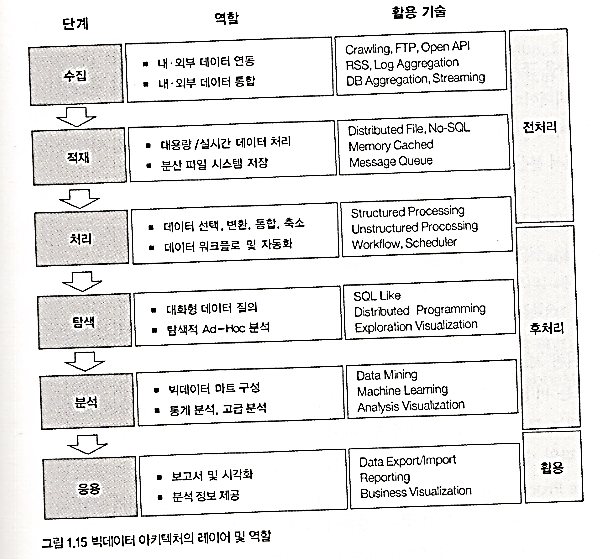 단계
역할
활용 기술
수집
▪ 내·외부 데이터 연동
▪ 내·외부 데이터 통합
Crawling, FTP, Open API
RSS, Log Aggregation
DB Aggregation, Streaming
전처리
적재
▪ 대용량/실시간 데이터 처리
▪ 분산 파일 시스템 저장
Distributed File, No-SQL
Memory Cached
Message Queue
처리
▪ 데이터 선택, 변환, 통합, 축소
▪ 데이터 워크플로 및 자동화
Structured Processing
Unstructured Processing
Workflow, Scheduler
후처리
탐색
▪ 대화형 데이터 질의
▪ 탐색적 Ad-Hoc 분석
SQL Like
Distributed Programming
Exploration Visualization
분석
▪ 빅데이터 마트 구성
▪ 통계 분석, 고급 분석
Data Mining
Machine Learning
Analysis Visualization
응용
▪ 보고서 및 시각화
▪ 분석 정보 제공
Data Export/Import
Reporting
Business Visualization
활용
그림 1.15 빅데이터 아키텍처의 레이어 및 역할